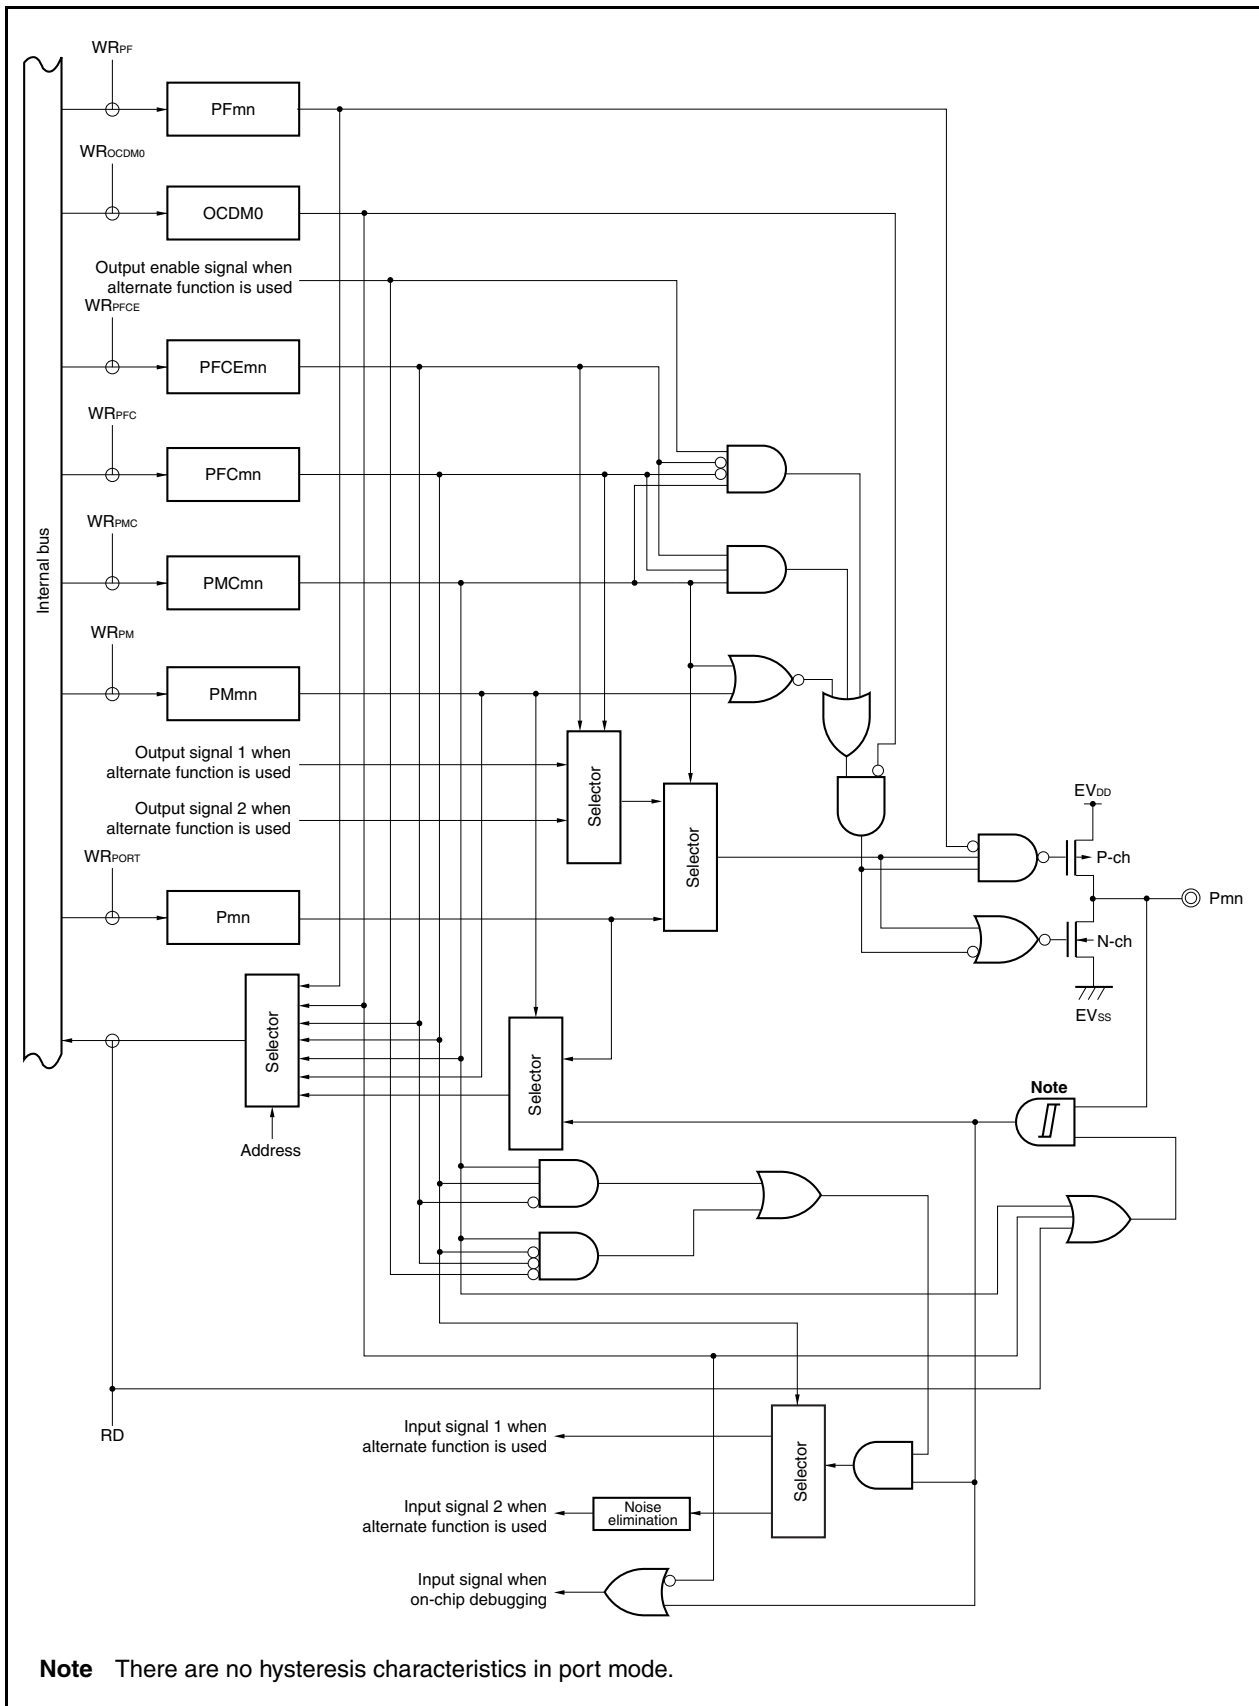 WRPF
PFmn
WROCDM0
OCDM0
Output enable signal when
alternate function is used
WRPFCE
PFCEmn
WRPFC
PFCmn
WRPMC
PMCmn
Internal bus
WRPM
PMmn
Output signal 1 when
alternate function is used
Output signal 2 when
alternate function is used
Selector
Selector
WRPORT
Pmn
EVDD
P-ch
Pmn
N-ch
EVSS
Selector
Address
Selector
Note
RD
Input signal 1 when
alternate function is used
Input signal 2 when
alternate function is used
Noise
elimination
Selector
Input signal when
on-chip debugging
Note There are no hysteresis characteristics in port mode.